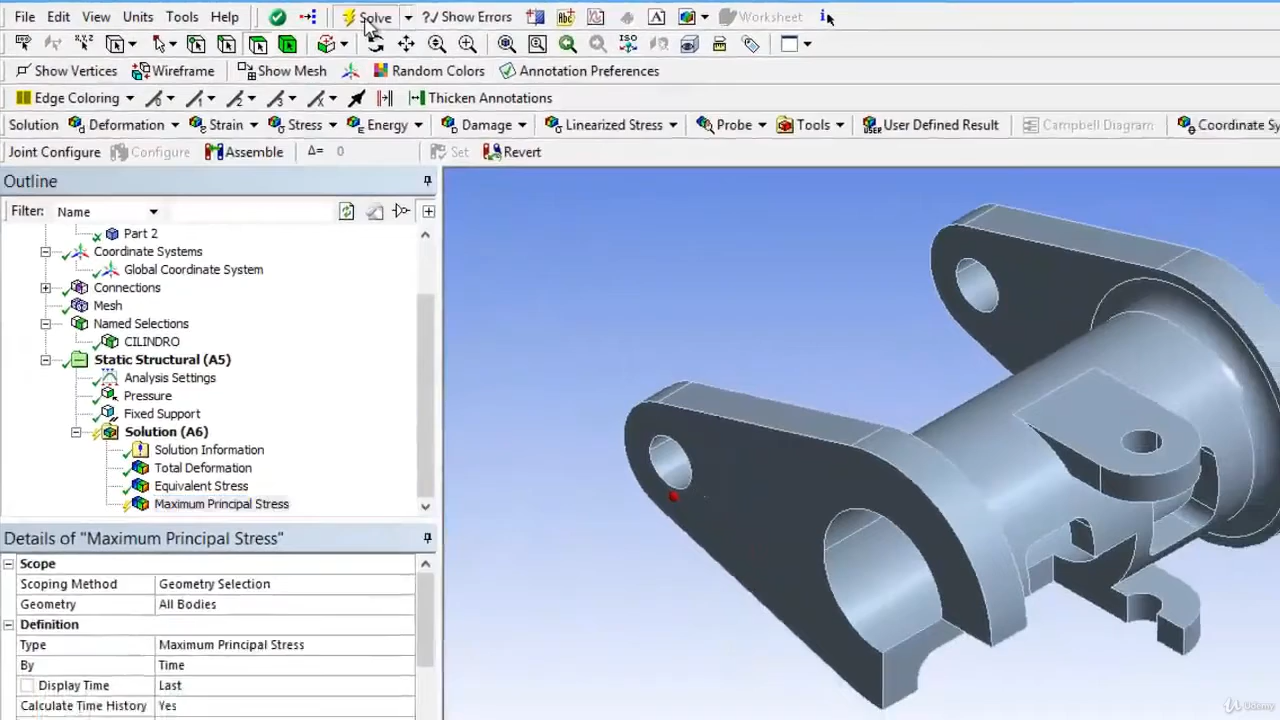 File Edit View Units Tools Help Solve ?/ Show Errors Worksheet i
Show Vertices Wireframe Show Mesh Random Colors Annotation Preferences
Edge Coloring Thicken Annotations
Solution Deformation Strain Stress Energy Damage Linearized Stress Probe Tools User Defined Result Campbell Diagram Coordinate Sy
Joint Configure Configure Assemble Δ= 0 Set Revert
Outline
Filter: Name
Part 2
Coordinate Systems
Global Coordinate System
Connections
Mesh
Named Selections
CILINDRO
Static Structural (A5)
Analysis Settings
Pressure
Fixed Support
Solution (A6)
Solution Information
Total Deformation
Equivalent Stress
Maximum Principal Stress
Details of "Maximum Principal Stress"
Scope
Scoping Method Geometry Selection
Geometry All Bodies
Definition
Type Maximum Principal Stress
By Time
Display Time Last
Calculate Time History Yes
Udemy